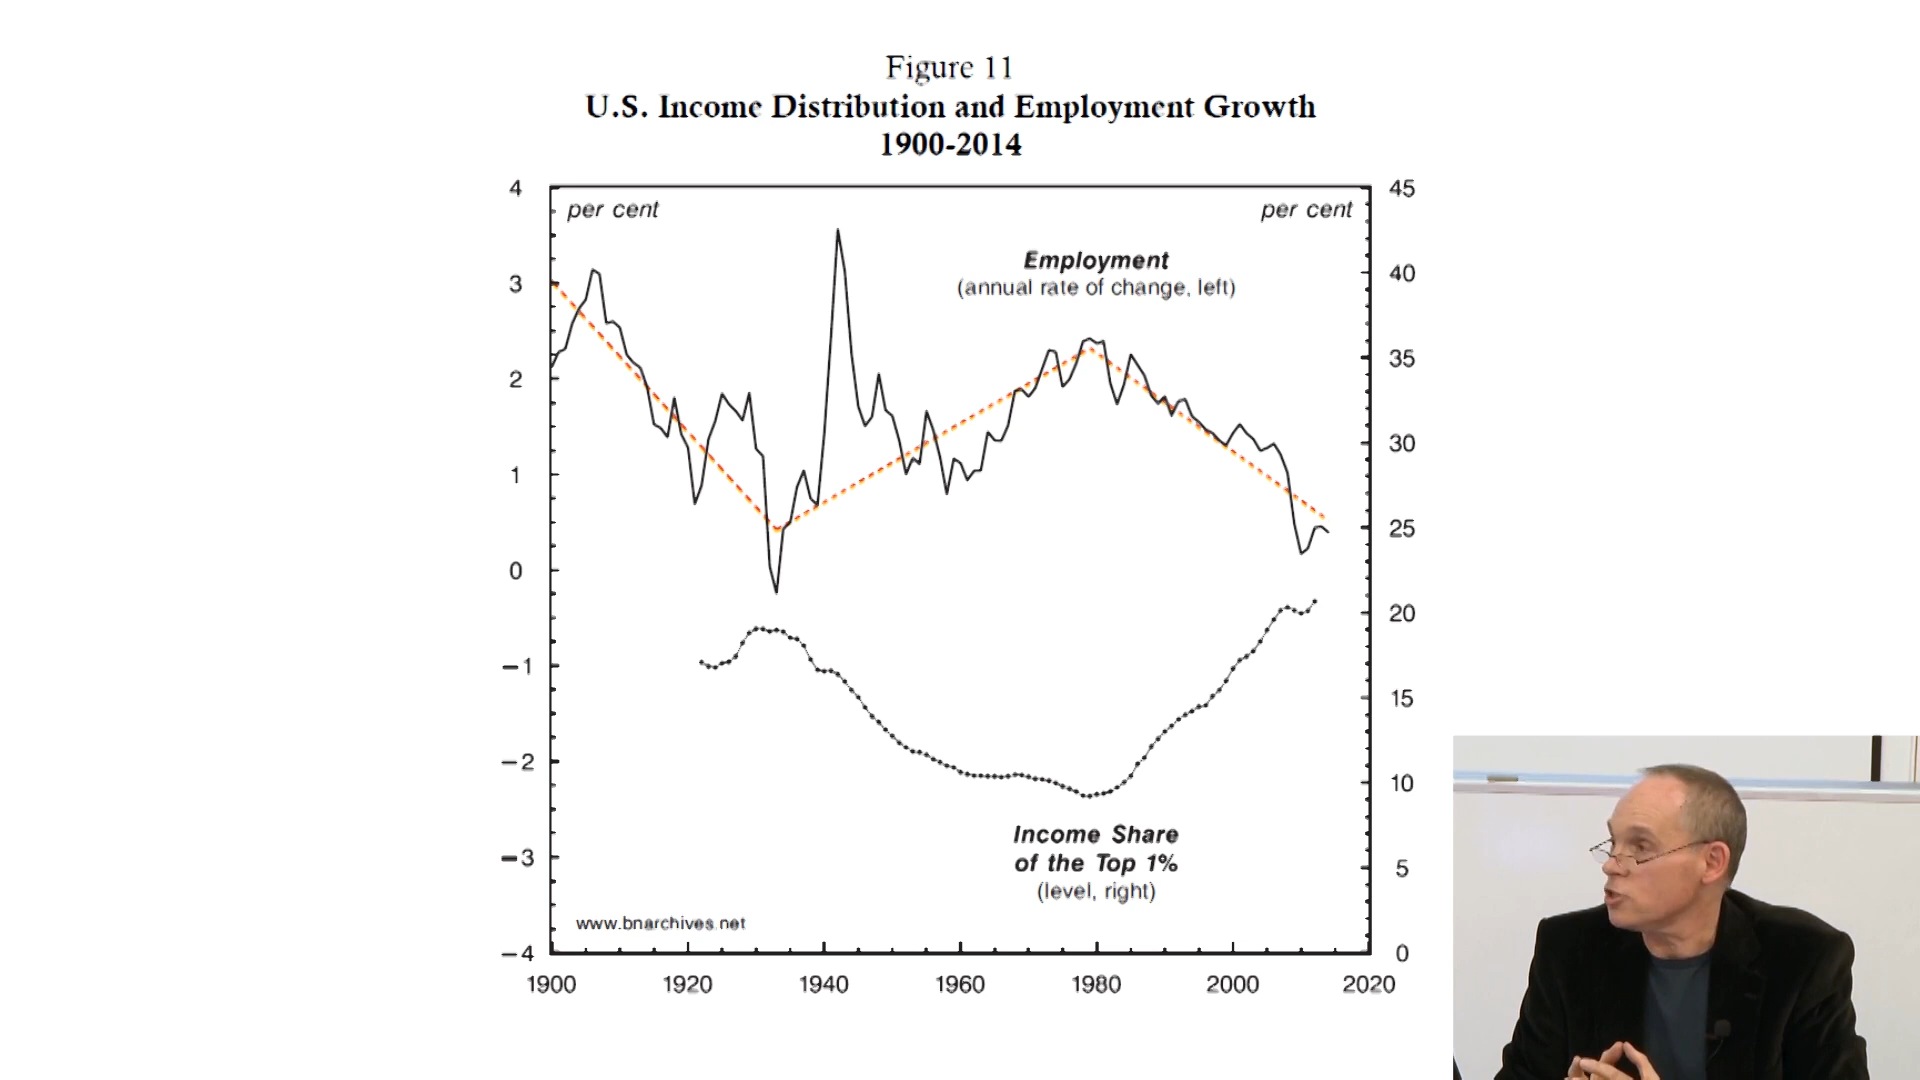 Figure 11
U.S. Income Distribution and Employment Growth
1900-2014
4
3
2
1
0
−1
−2
−3
−4
per cent
per cent
45
40
35
30
25
20
15
10
5
0
Employment
(annual rate of change, left)
Income Share
of the Top 1%
(level, right)
www.bnarchives.net
1900 1920 1940 1960 1980 2000 2020